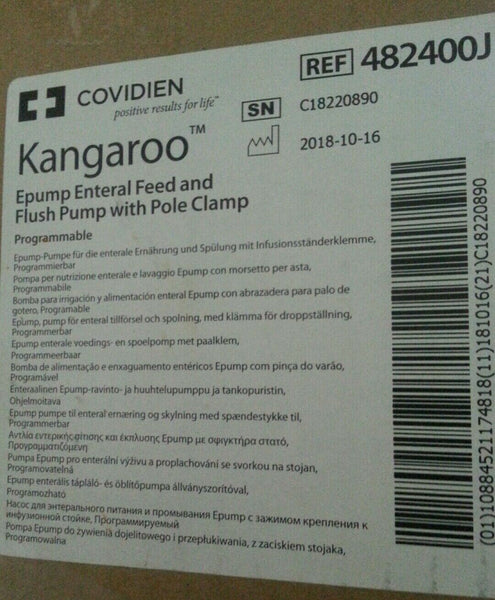 COVIDIEN
positive results for life™
REF 482400J
SN C18220890
2018-10-16
Kangaroo™
Epump Enteral Feed and
Flush Pump with Pole Clamp
Programmable
Epump-Pumpe für die enterale Ernährung und Spülung mit Infusionsständerklemme,
Programmierbar
Pompa per nutrizione enterale e lavaggio Epump con morsetto per asta,
Programmabile
Bomba para irrigación y alimentación enteral Epump con abrazadera para palo de
gotero, Programable
Epump, pump för enteral tillförsel och spolning, med klämma för droppställning,
Programmerbar
Epump enterale voedings- en spoelpomp met paalklem,
Programmeerbaar
Bomba de alimentação e enxaguamento entéricos Epump com pinça do varão,
Programável
Enteraalinen Epump-ravinto- ja huuhtelupumppu ja tankopuristin,
Ohjelmoitava
Epump pumpe til enteral ernæring og skylning med spændestykke til,
Programmerbar
Αντλία εντερικής σίτισης και έκπλυσης Epump με σφιγκτήρα στατό,
Προγραμματιζόμενη
Pumpa Epump pro enterální výživu a proplachování se svorkou na stojan,
Programovatelná
Epump enterális tápláló- és öblítőpumpa állványszorítóval,
Programozható
Насос для энтерального питания и промывания Epump с зажимом крепления к
инфузионной стойке, Программируемый
Pompa Epump do żywienia dojelitowego i przepłukiwania, z zaciskiem stojaka,
Programowalna
(01)10884521174818(11)181016(21)C18220890